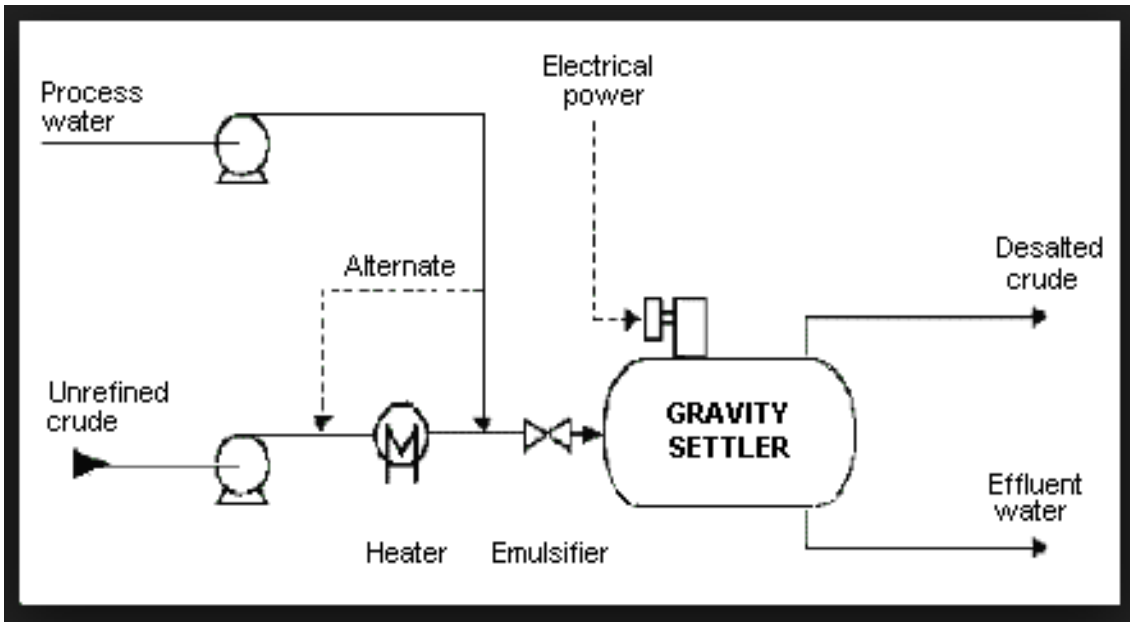 Process
water
Electrical
power
Alternate
Desalted
crude
Unrefined
crude
GRAVITY
SETTLER
Effluent
water
Heater
Emulsifier